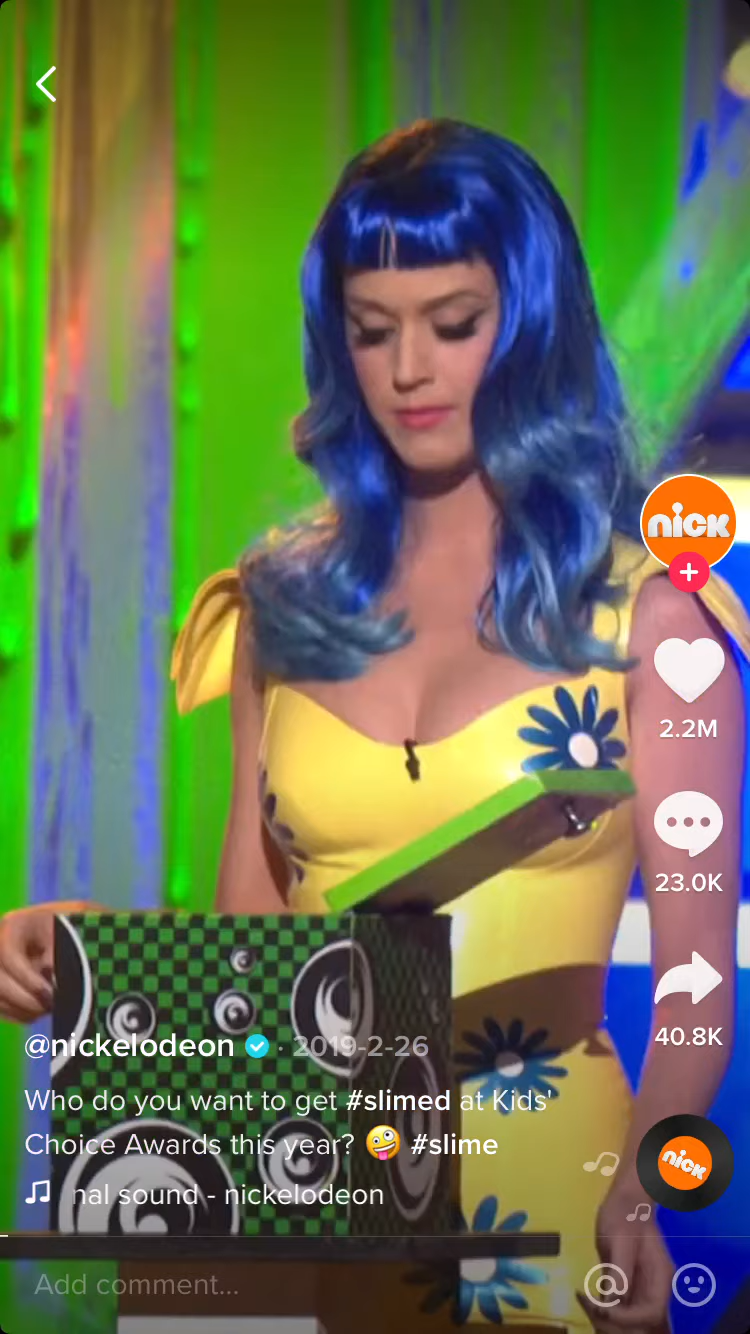 nick
2.2M
23.0K
40.8K
@nickelodeon · 2019-2-26
Who do you want to get #slimed at Kids'
Choice Awards this year? 🤪 #slime
nal sound - nickelodeon
nick
Add comment...
@